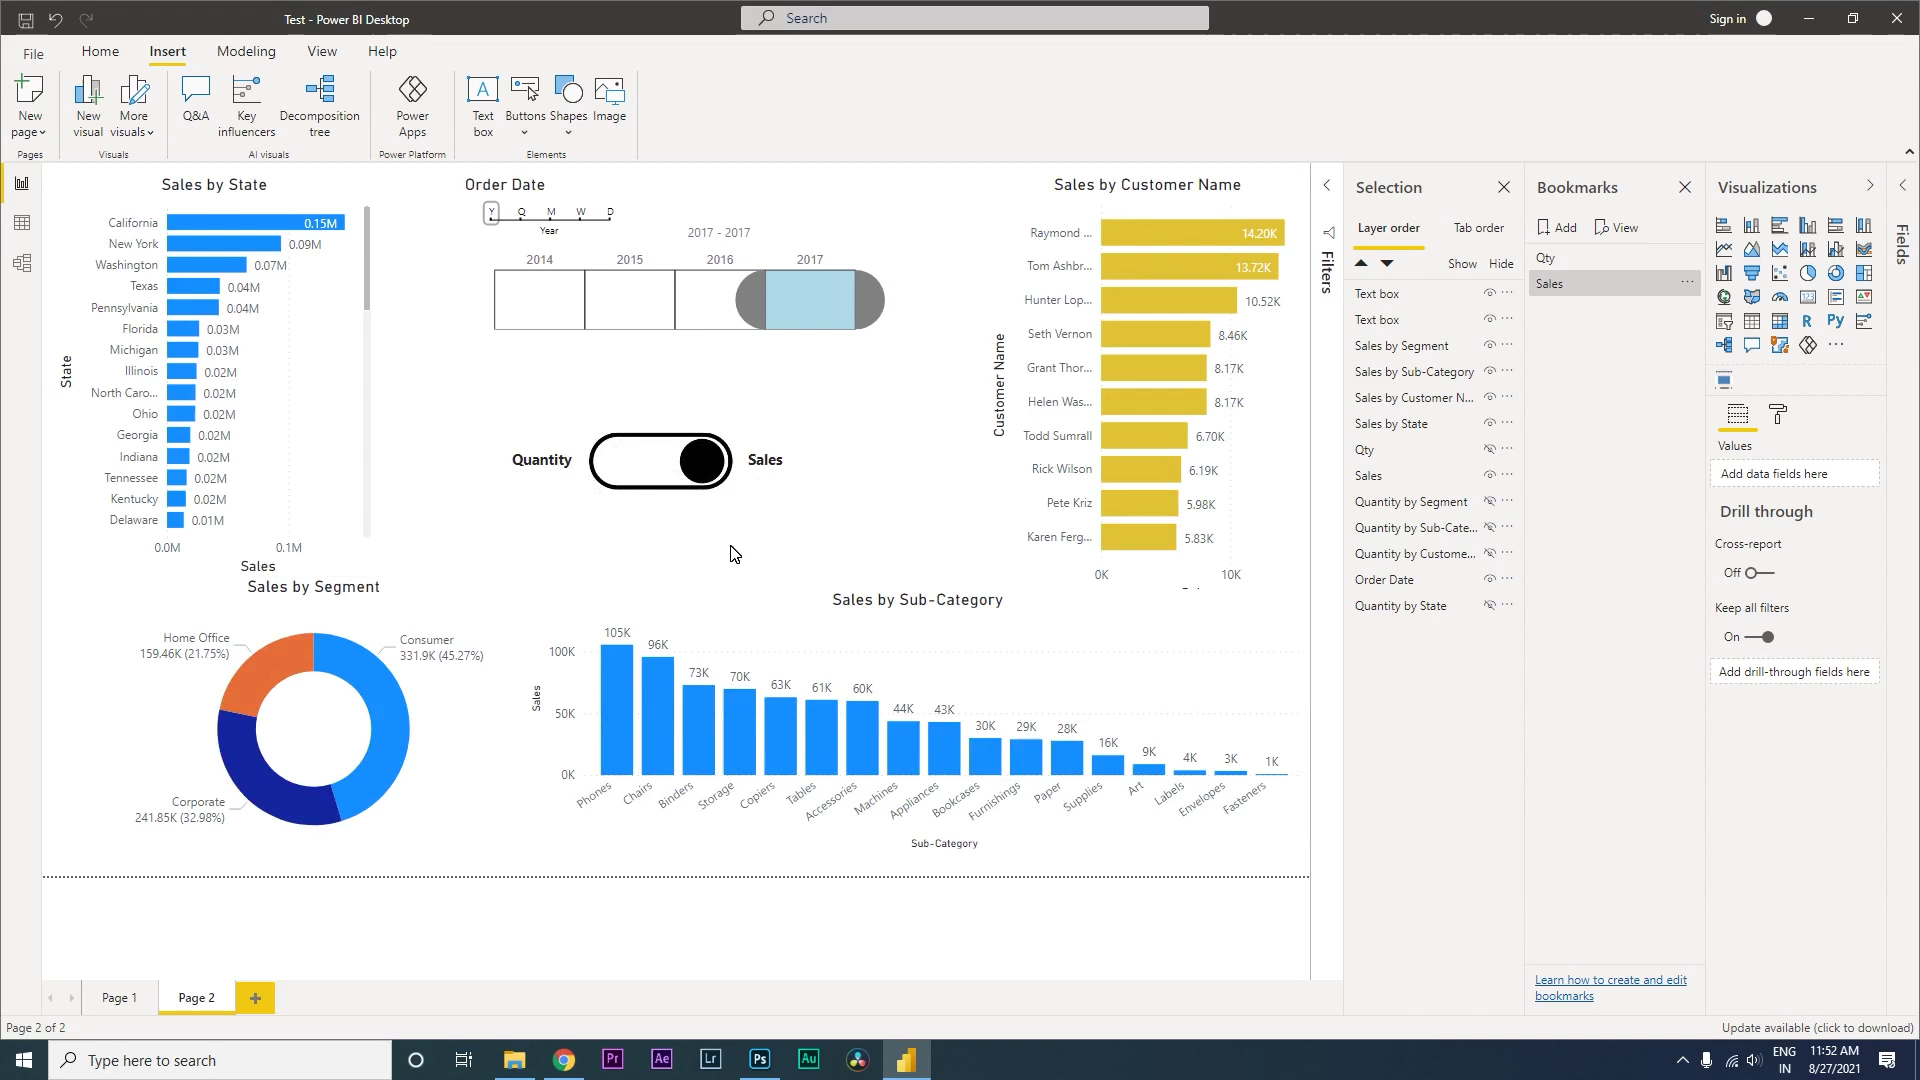 Test - Power BI Desktop
Search
Sign in
File
Home
Insert
Modeling
View
Help
New page
New visual
More visuals
Q&A
Key influencers
Decomposition tree
Power Apps
Text box
Buttons
Shapes
Image
Pages
Visuals
AI visuals
Power Platform
Elements
Sales by State
State
California 0.15M
New York 0.09M
Washington 0.07M
Texas 0.04M
Pennsylvania 0.04M
Florida 0.03M
Michigan 0.03M
Illinois 0.02M
North Caro... 0.02M
Ohio 0.02M
Georgia 0.02M
Indiana 0.02M
Tennessee 0.02M
Kentucky 0.02M
Delaware 0.01M
0.0M 0.1M
Sales
Order Date
Y Q M W D
Year
2017 - 2017
2014 2015 2016 2017
Quantity
Sales
Sales by Customer Name
Customer Name
Raymond ... 14.20K
Tom Ashbr... 13.72K
Hunter Lop... 10.52K
Seth Vernon 8.46K
Grant Thor... 8.17K
Helen Was... 8.17K
Todd Sumrall 6.70K
Rick Wilson 6.19K
Pete Kriz 5.98K
Karen Ferg... 5.83K
0K 10K
Sales by Segment
Home Office
159.46K (21.75%)
Consumer
331.9K (45.27%)
Corporate
241.85K (32.98%)
Sales by Sub-Category
Sales
100K
50K
0K
105K 96K 73K 70K 63K 61K 60K 44K 43K 30K 29K 28K 16K 9K 4K 3K 1K
Phones Chairs Binders Storage Copiers Tables Accessories Machines Appliances Bookcases Furnishings Paper Supplies Art Labels Envelopes Fasteners
Sub-Category
Filters
Selection
Layer order
Tab order
Show
Hide
Text box
Text box
Sales by Segment
Sales by Sub-Category
Sales by Customer N...
Sales by State
Qty
Sales
Quantity by Segment
Quantity by Sub-Cate...
Quantity by Custome...
Order Date
Quantity by State
Bookmarks
Add
View
Qty
Sales
Learn how to create and edit
bookmarks
Visualizations
123
R
Py
Values
Add data fields here
Drill through
Cross-report
Off
Keep all filters
On
Add drill-through fields here
Fields
Page 1
Page 2
Page 2 of 2
Update available (click to download)
Type here to search
Pr
Ae
Lr
Ps
Au
ENG
IN
11:52 AM
8/27/2021